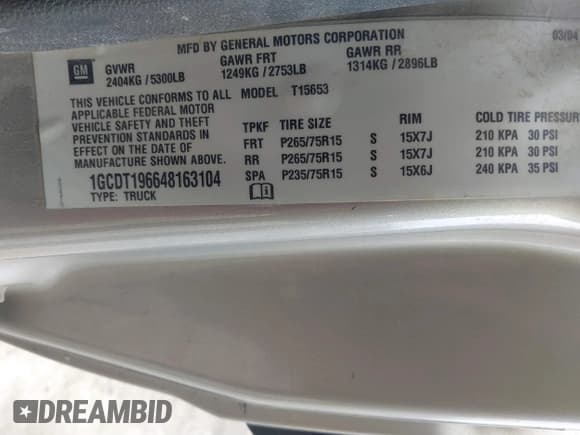 MFD BY GENERAL MOTORS CORPORATION 03/04
GM GVWR GAWR FRT GAWR RR
2404KG / 5300LB 1249KG / 2753LB 1314KG / 2896LB
THIS VEHICLE CONFORMS TO ALL MODEL T15653
APPLICABLE FEDERAL MOTOR
VEHICLE SAFETY AND THEFT
PREVENTION STANDARDS IN
EFFECT ON THE DATE OF
MANUFACTURE SHOWN ABOVE.
1GCDT196648163104
TYPE: TRUCK
TPKF TIRE SIZE RIM COLD TIRE PRESSUR
FRT P265/75R15 S 15X7J 210 KPA 30 PSI
RR P265/75R15 S 15X7J 210 KPA 30 PSI
SPA P235/75R15 S 15X6J 240 KPA 35 PSI
DREAMBID